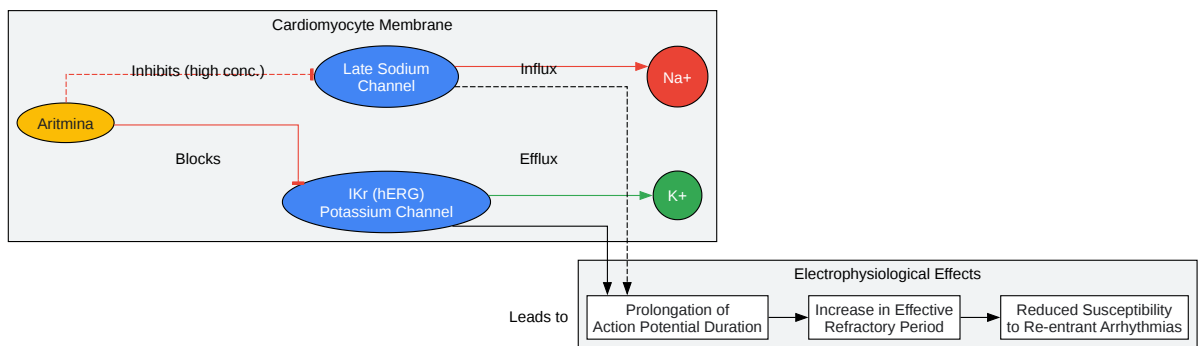 Cardiomyocyte Membrane
Inhibits (high conc.)
Late Sodium
Channel
Influx
Na+
Aritmina
Blocks
Efflux
IKr (hERG)
Potassium Channel
K+
Electrophysiological Effects
Leads to
Prolongation of
Action Potential Duration
Increase in Effective
Refractory Period
Reduced Susceptibility
to Re-entrant Arrhythmias